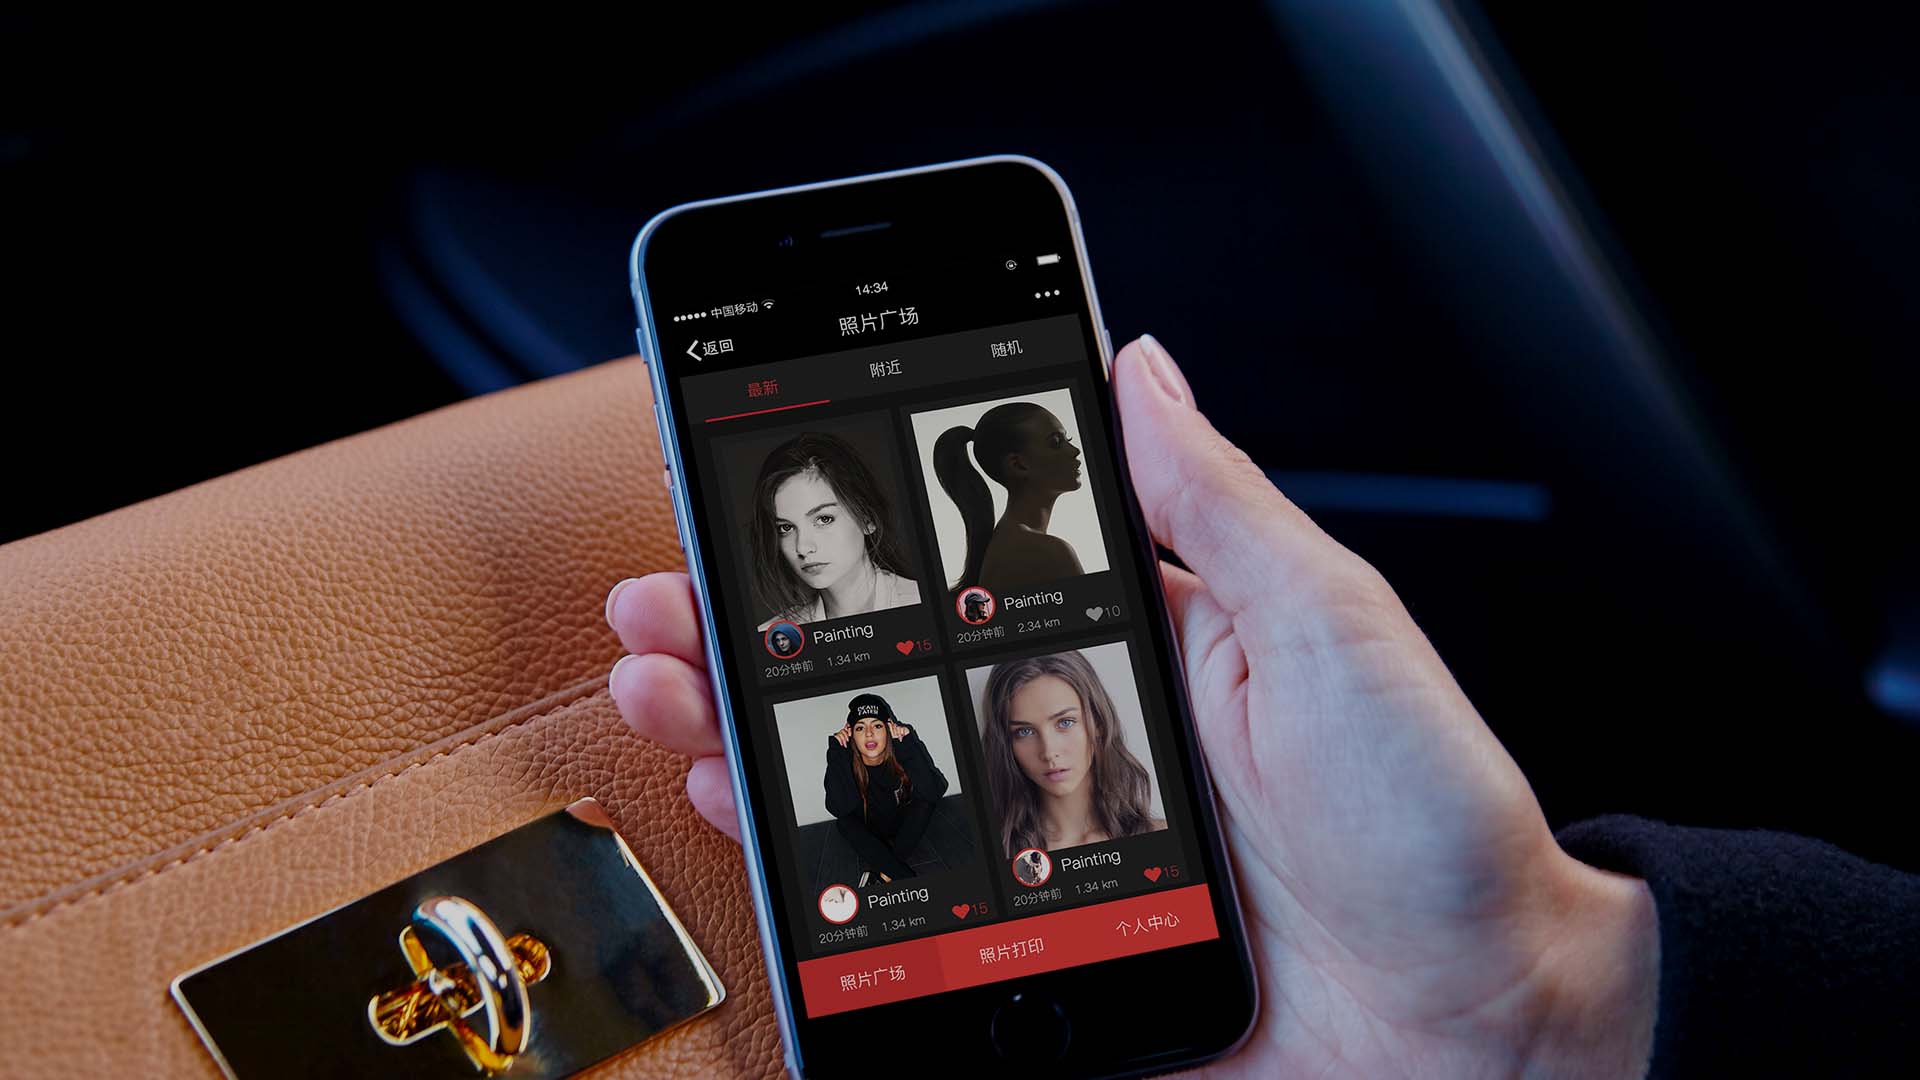 中国移动
14:34
返回
照片广场
最新
附近
随机
Painting
20分钟前 1.34 km 15
Painting
20分钟前 2.34 km 10
DEATH
EATER
Painting
20分钟前 1.34 km 15
Painting
20分钟前 1.34 km 15
照片广场
照片打印
个人中心